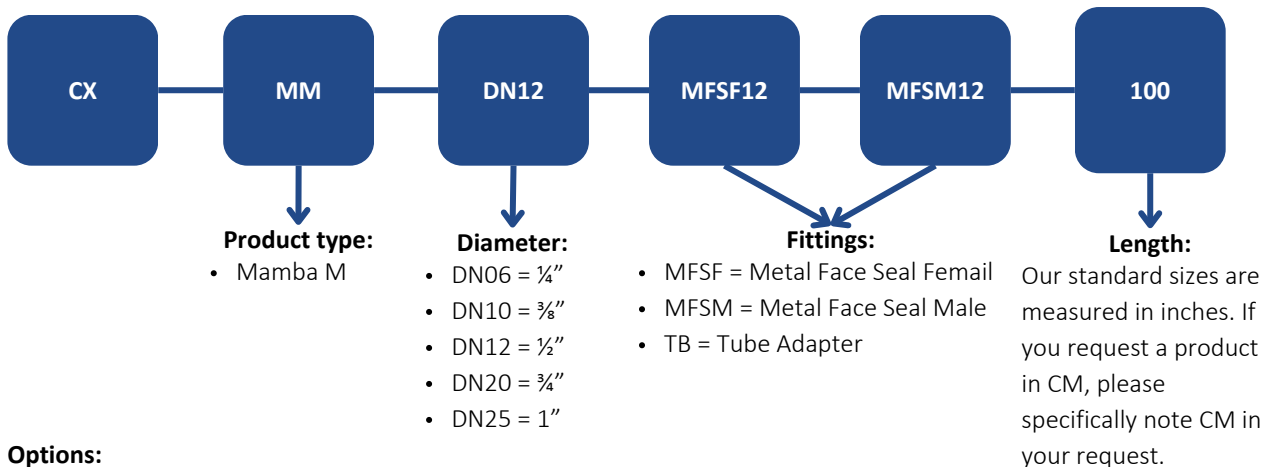 CX
MM
DN12
MFSF12
MFSM12
100
Product type:
• Mamba M
Diameter:
• DN06 = ¼”
• DN10 = ⅜”
• DN12 = ½”
• DN20 = ¾”
• DN25 = 1”
Fittings:
• MFSF = Metal Face Seal Femail
• MFSM = Metal Face Seal Male
• TB = Tube Adapter
Length:
Our standard sizes are
measured in inches. If
you request a product
in CM, please
specifically note CM in
your request.
Options: